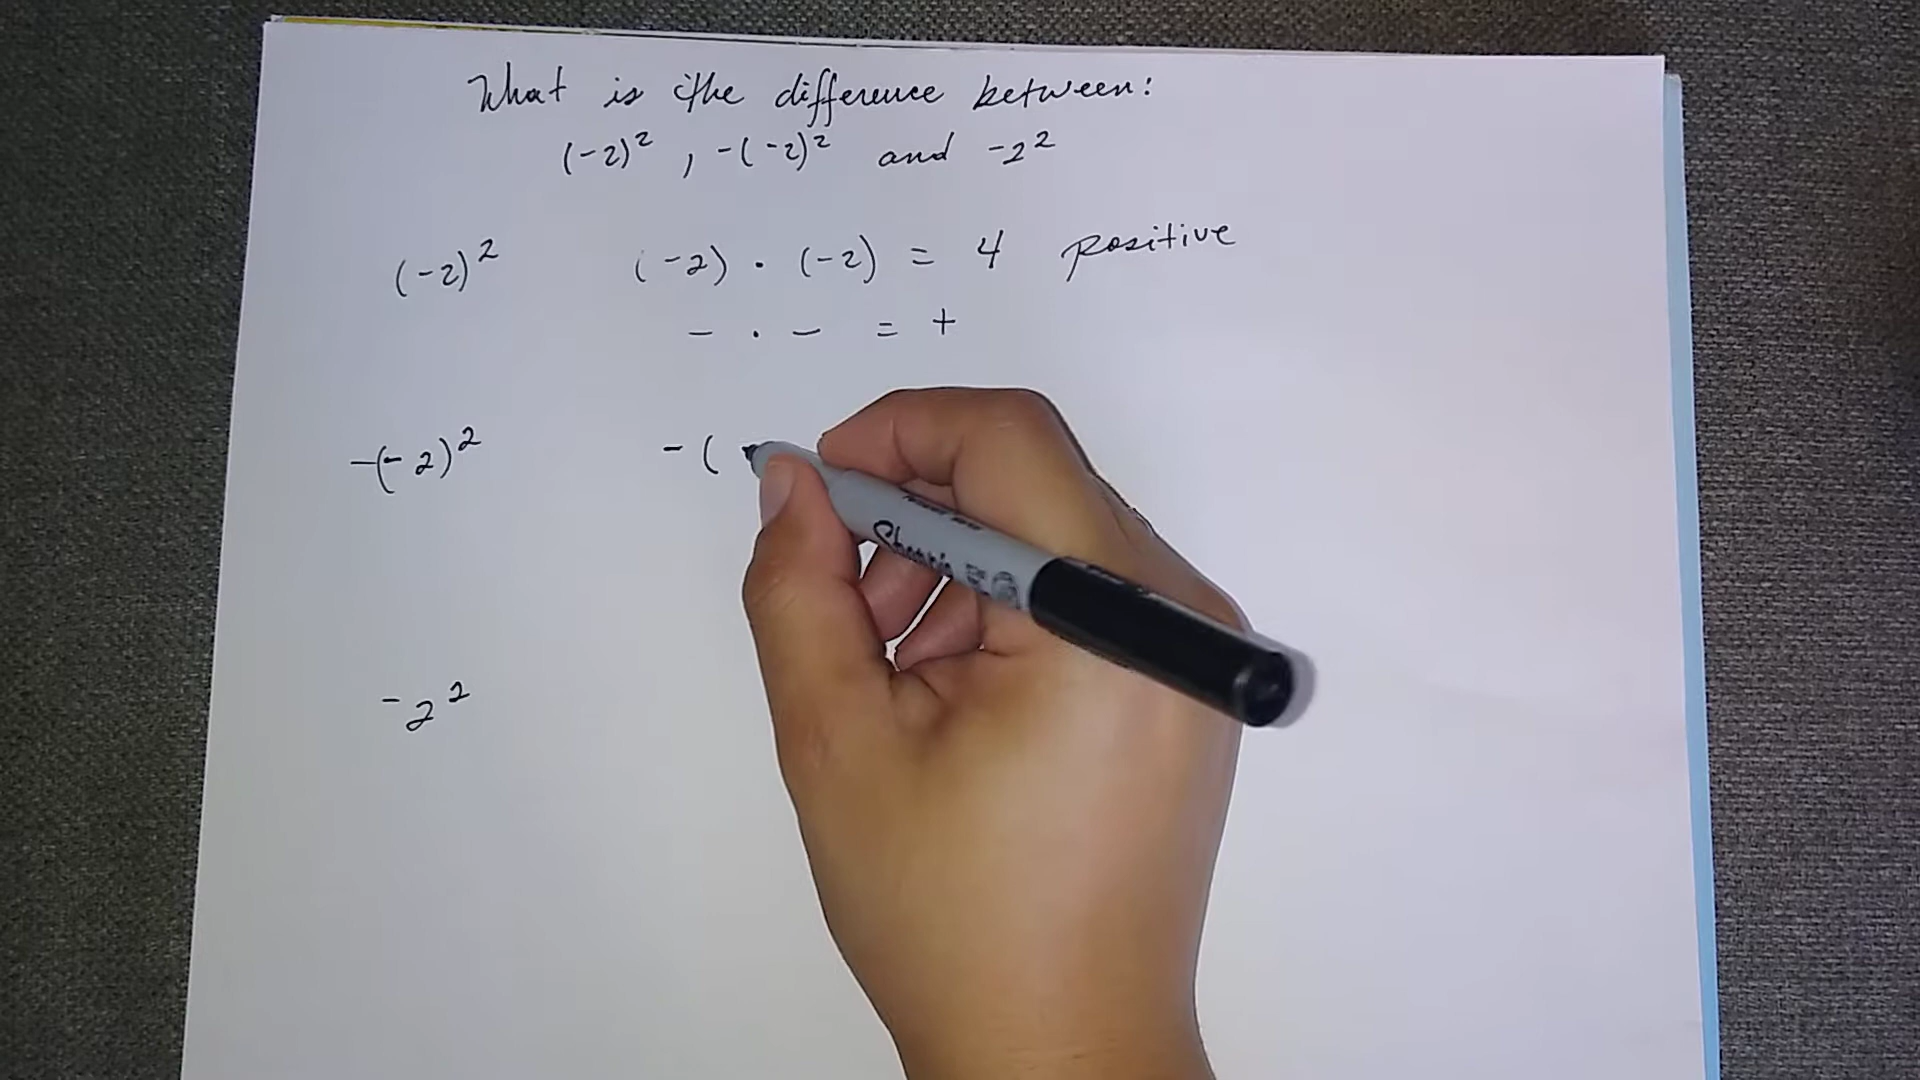 What is the difference between:
(-2)², -(-2)² and -2²
(-2)² (-2) · (-2) = 4 positive
- · - = +
-(-2)² - (
-2²
Sharpie